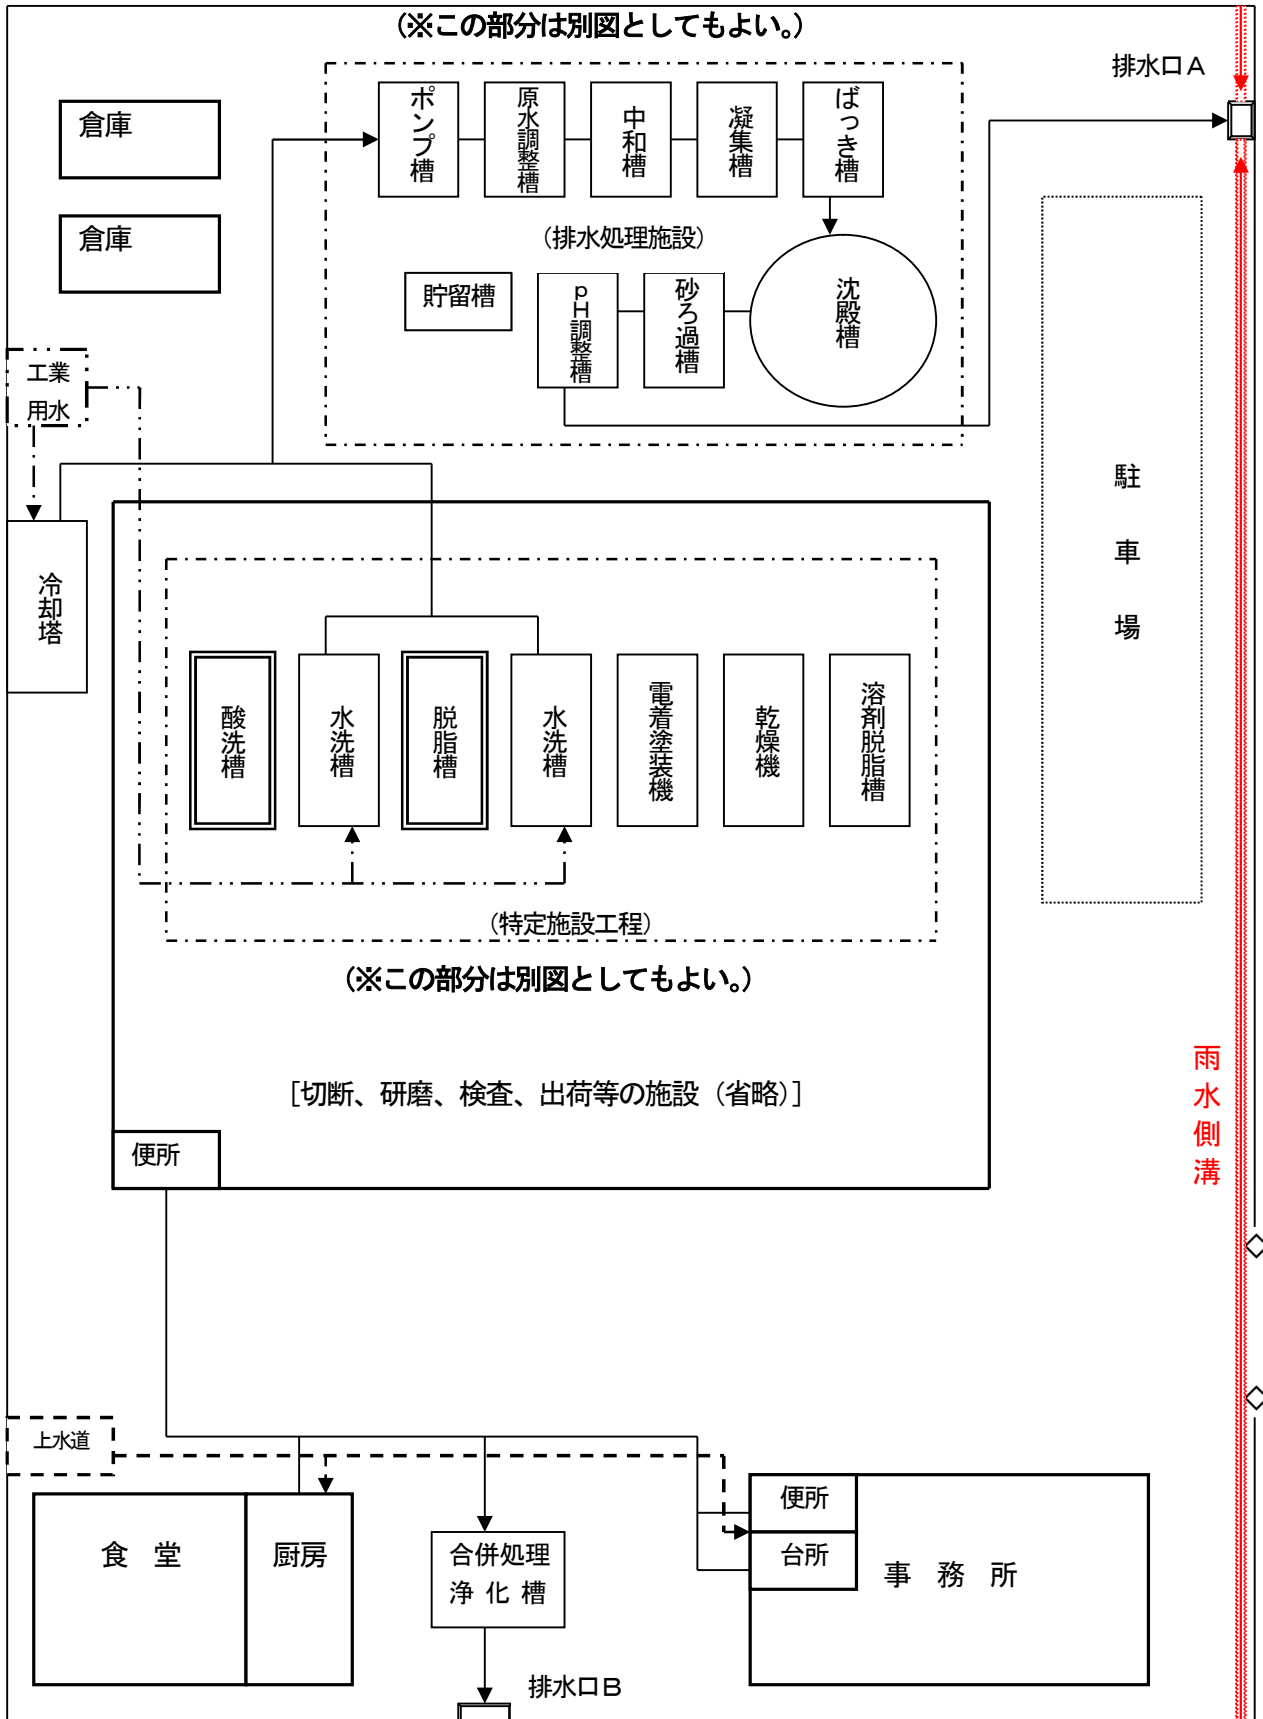 (※この部分は別図としてもよい。)
排水口A
倉庫
倉庫
ポンプ槽
原水調整槽
中和槽
凝集槽
ばっき槽
(排水処理施設)
貯留槽
pH調整槽
砂ろ過槽
沈殿槽
工業
用水
冷却塔
駐車場
酸洗槽
水洗槽
脱脂槽
水洗槽
電着塗装機
乾燥機
溶剤脱脂槽
(特定施設工程)
(※この部分は別図としてもよい。)
[切断、研磨、検査、出荷等の施設(省略)]
便所
雨水側溝
上水道
食 堂
厨房
合併処理
浄 化 槽
便所
台所
事 務 所
排水口B